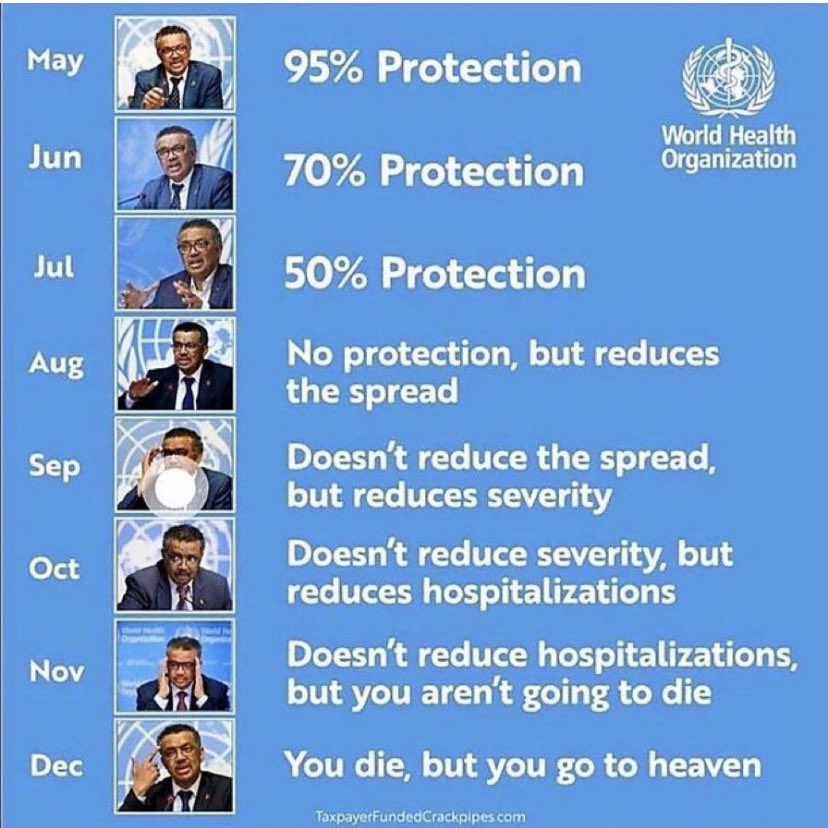 May
95% Protection
World Health
Organization
Jun
70% Protection
Jul
50% Protection
Aug
No protection, but reduces
the spread
Sep
Doesn't reduce the spread,
but reduces severity
Oct
Doesn't reduce severity, but
reduces hospitalizations
Nov
Doesn't reduce hospitalizations,
but you aren't going to die
Dec
You die, but you go to heaven
TaxpayerFundedCrackpipes.com